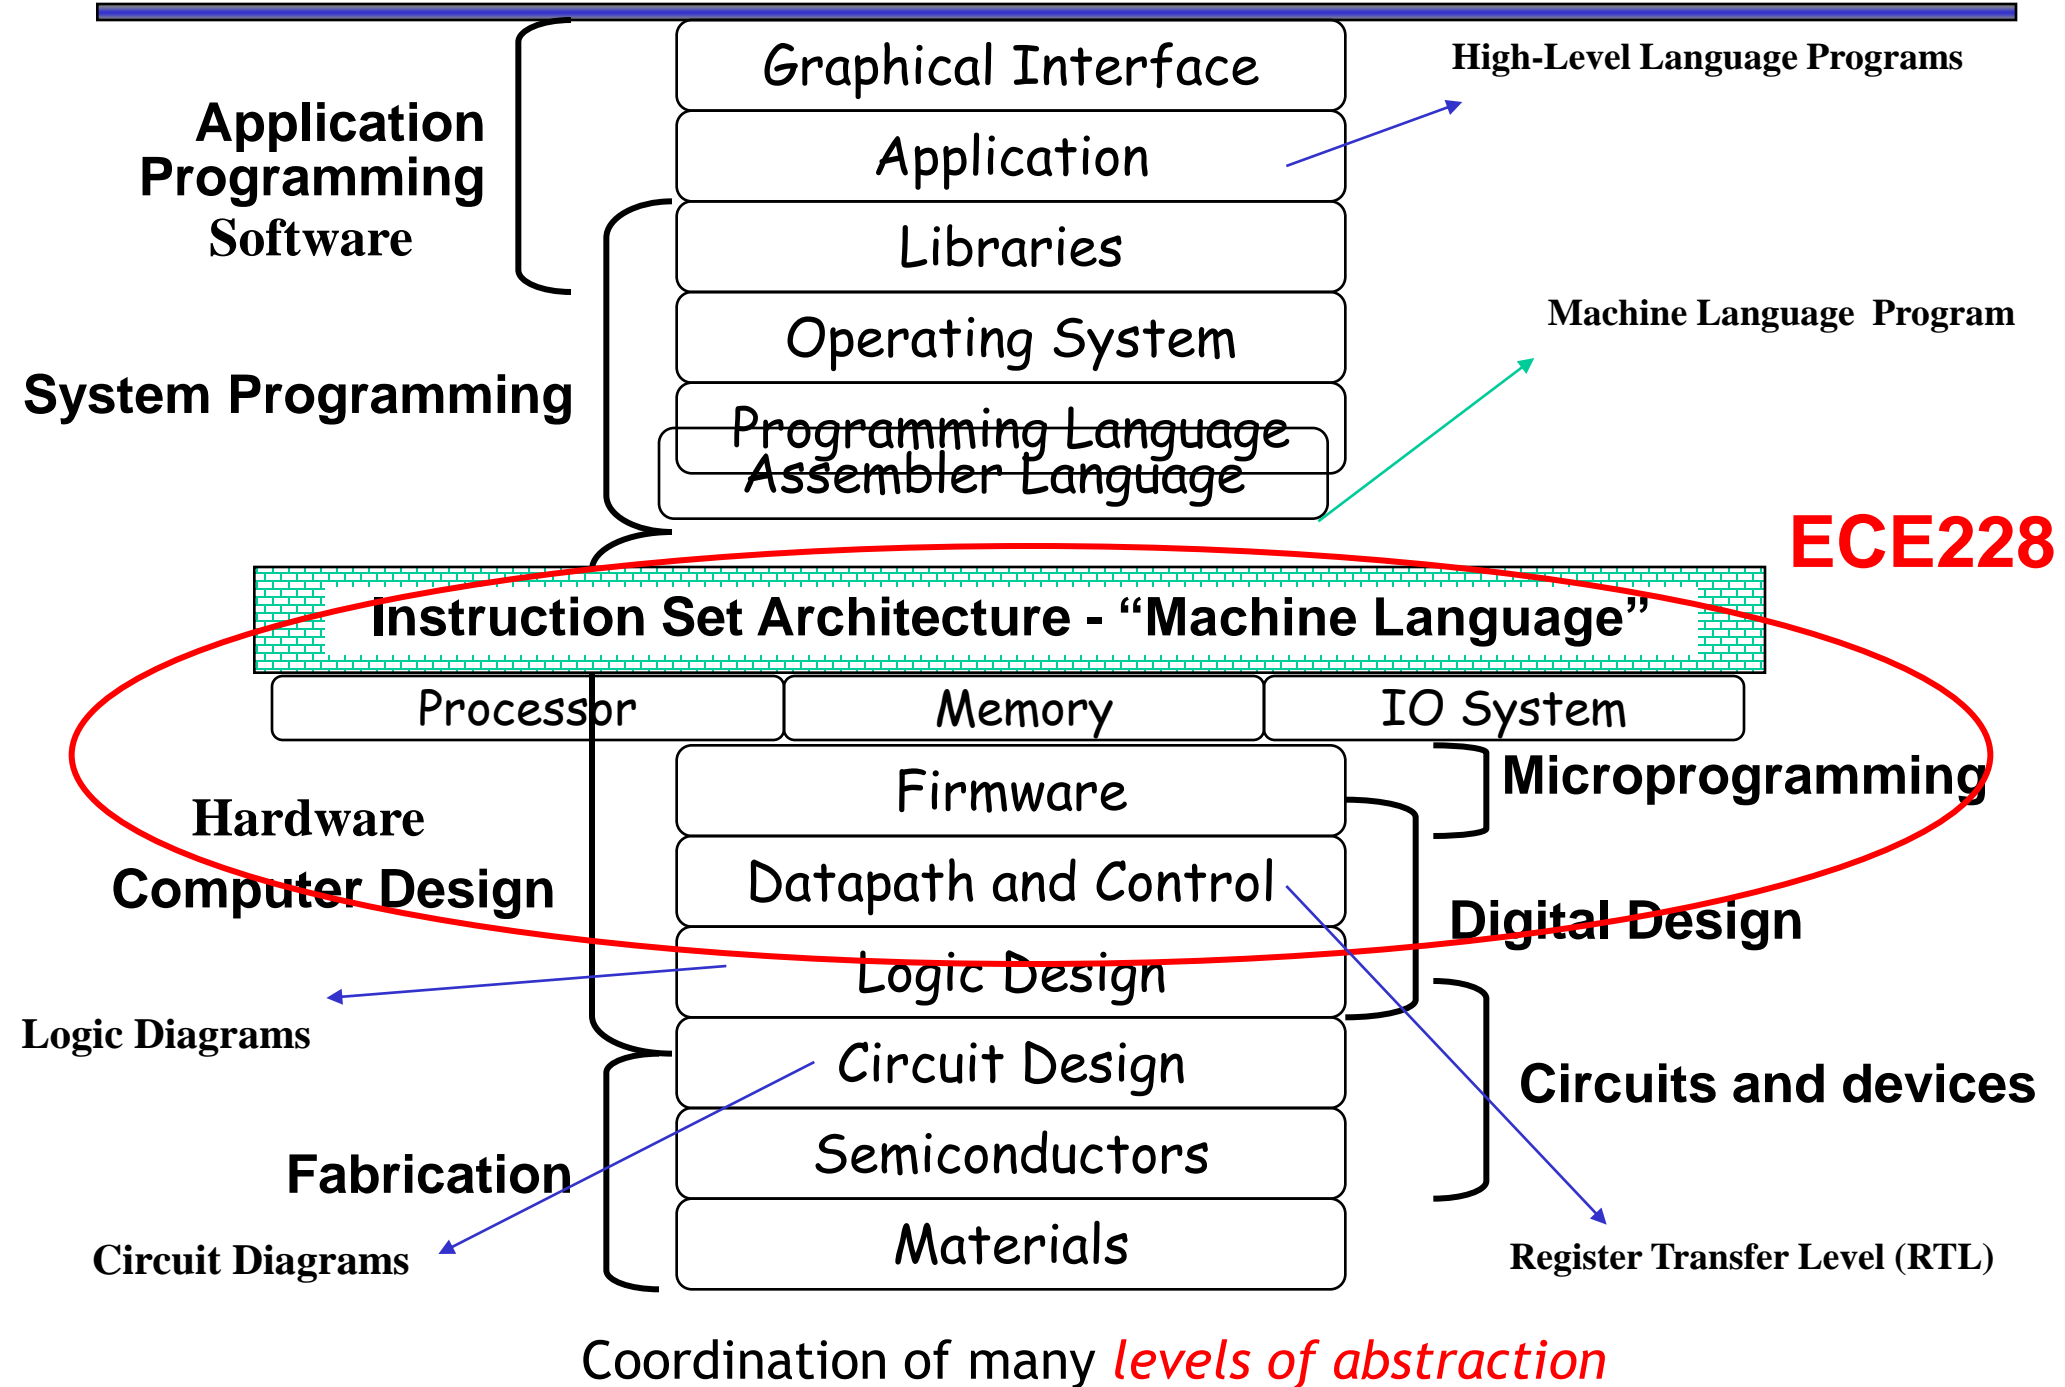 Graphical Interface
High-Level Language Programs
Application
Programming
Software
Application
Libraries
Operating System
Machine Language Program
System Programming
Programming Language
Assembler Language
ECE228
Instruction Set Architecture - “Machine Language”
Processor
Memory
IO System
Firmware
Microprogramming
Hardware
Computer Design
Datapath and Control
Digital Design
Logic Design
Logic Diagrams
Circuit Design
Circuits and devices
Semiconductors
Fabrication
Materials
Circuit Diagrams
Register Transfer Level (RTL)
Coordination of many levels of abstraction